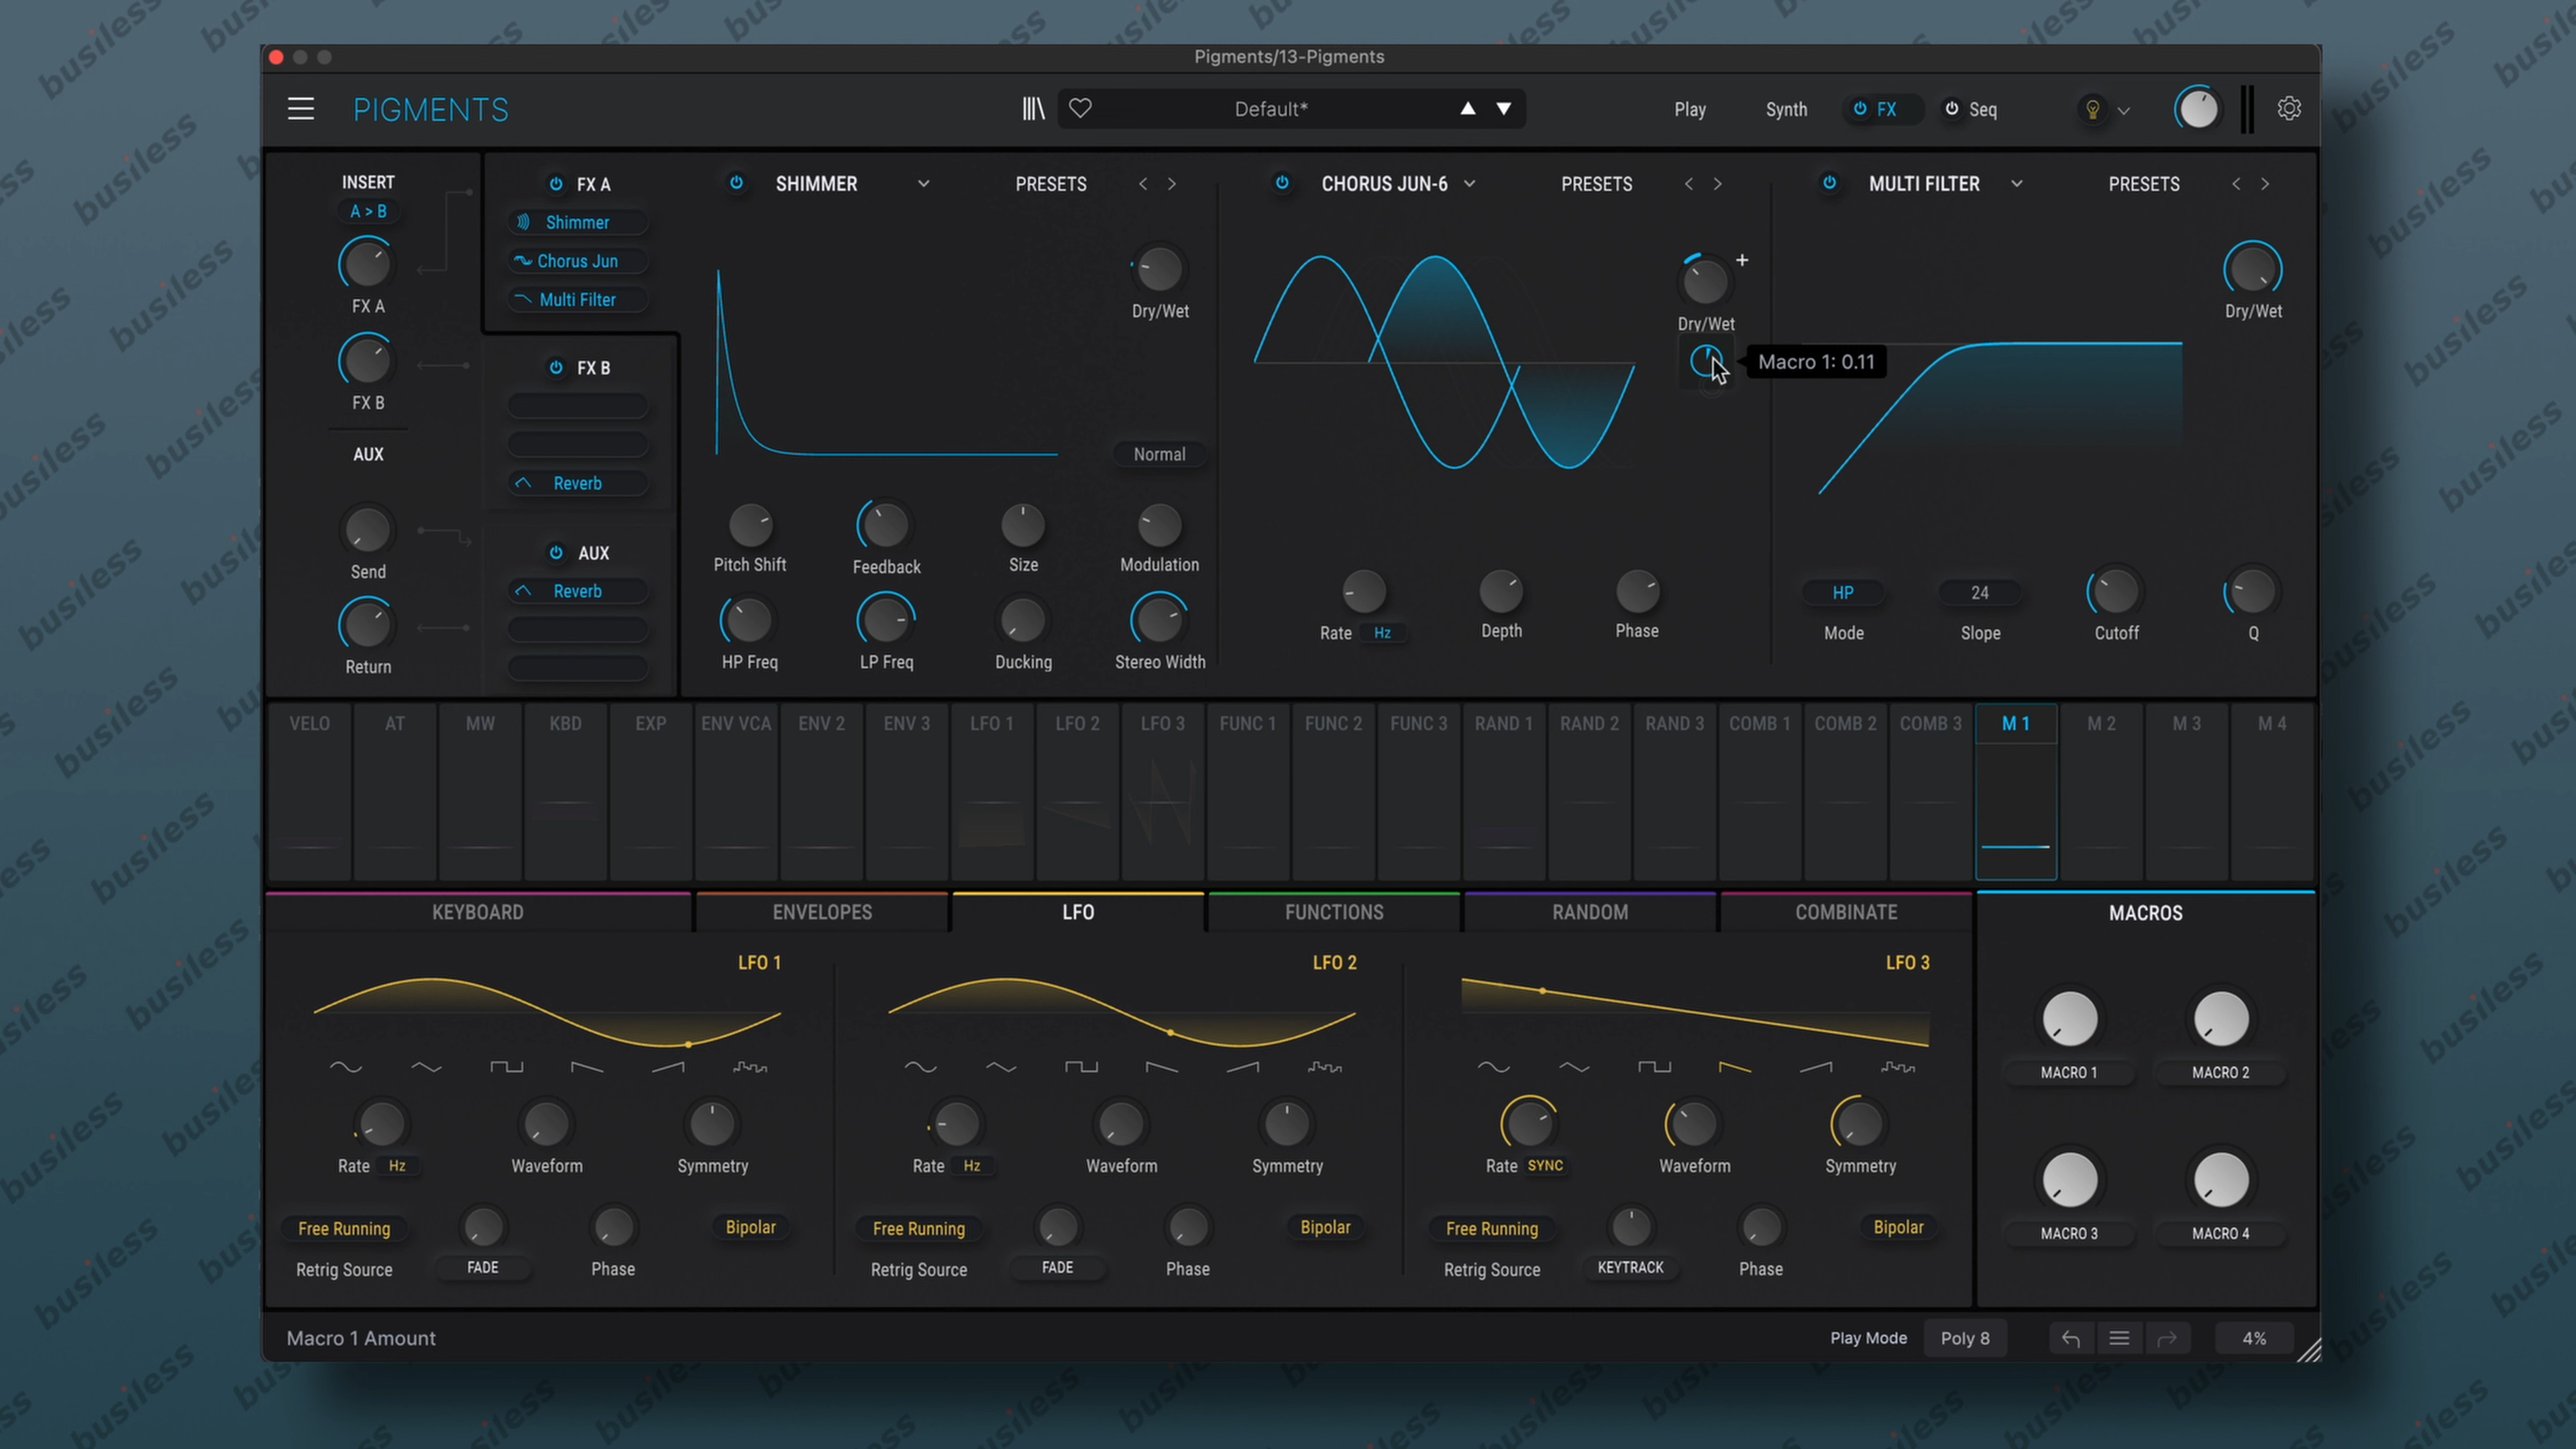 Pigments/13-Pigments
PIGMENTS
Default*
Play
Synth
FX
Seq
INSERT
A > B
FX A
FX B
AUX
Send
Return
FX A
Shimmer
Chorus Jun
Multi Filter
FX B
Reverb
AUX
Reverb
SHIMMER
PRESETS
Dry/Wet
Normal
Pitch Shift
Feedback
Size
Modulation
HP Freq
LP Freq
Ducking
Stereo Width
CHORUS JUN-6
PRESETS
Dry/Wet
Macro 1: 0.11
Rate
Hz
Depth
Phase
MULTI FILTER
PRESETS
Dry/Wet
HP
24
Mode
Slope
Cutoff
Q
VELO
AT
MW
KBD
EXP
ENV VCA
ENV 2
ENV 3
LFO 1
LFO 2
LFO 3
FUNC 1
FUNC 2
FUNC 3
RAND 1
RAND 2
RAND 3
COMB 1
COMB 2
COMB 3
M 1
M 2
M 3
M 4
KEYBOARD
ENVELOPES
LFO
FUNCTIONS
RANDOM
COMBINATE
MACROS
LFO 1
Rate
Hz
Waveform
Symmetry
Free Running
Bipolar
Retrig Source
FADE
Phase
LFO 2
Rate
Hz
Waveform
Symmetry
Free Running
Bipolar
Retrig Source
FADE
Phase
LFO 3
Rate
SYNC
Waveform
Symmetry
Free Running
Bipolar
Retrig Source
KEYTRACK
Phase
MACRO 1
MACRO 2
MACRO 3
MACRO 4
Macro 1 Amount
Play Mode
Poly 8
4%
busiless